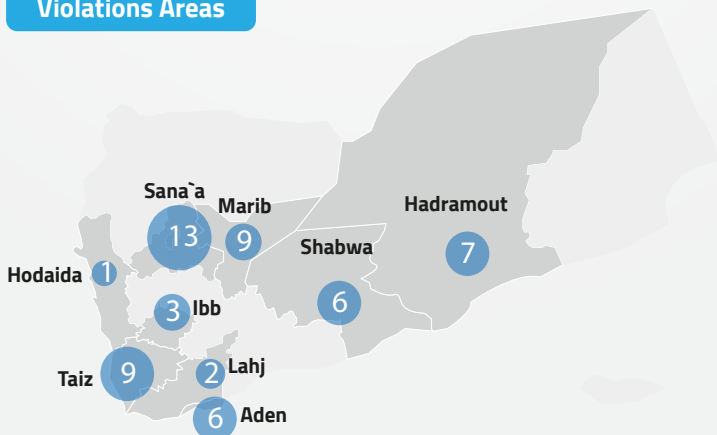 Violations Areas
Sana`a
13
Marib
9
Hadramout
7
Shabwa
6
Hodaida
1
3
Ibb
Taiz
9
2
Lahj
6
Aden